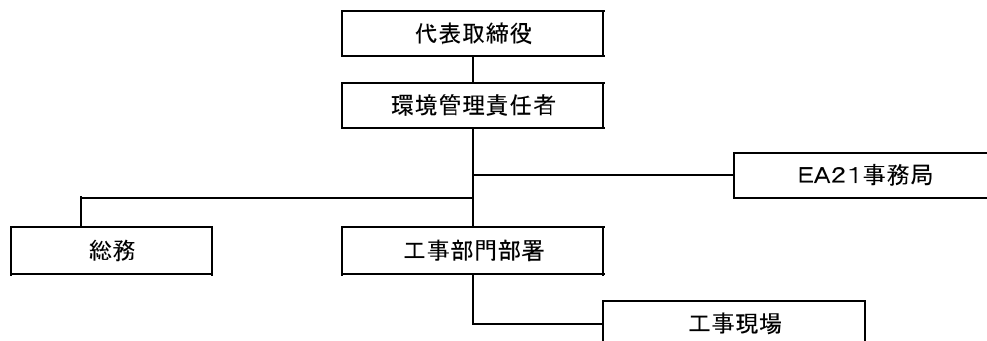 代表取締役
環境管理責任者
EA21事務局
総務
工事部門部署
工事現場